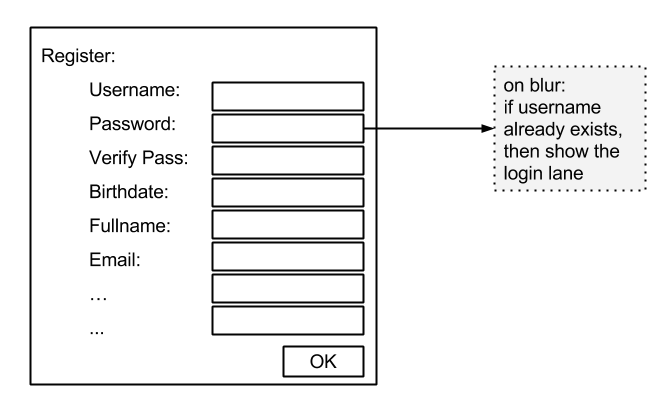 Register:
Username:
Password:
Verify Pass:
Birthdate:
Fullname:
Email:
...
...
OK
on blur:
if username
already exists,
then show the
login lane